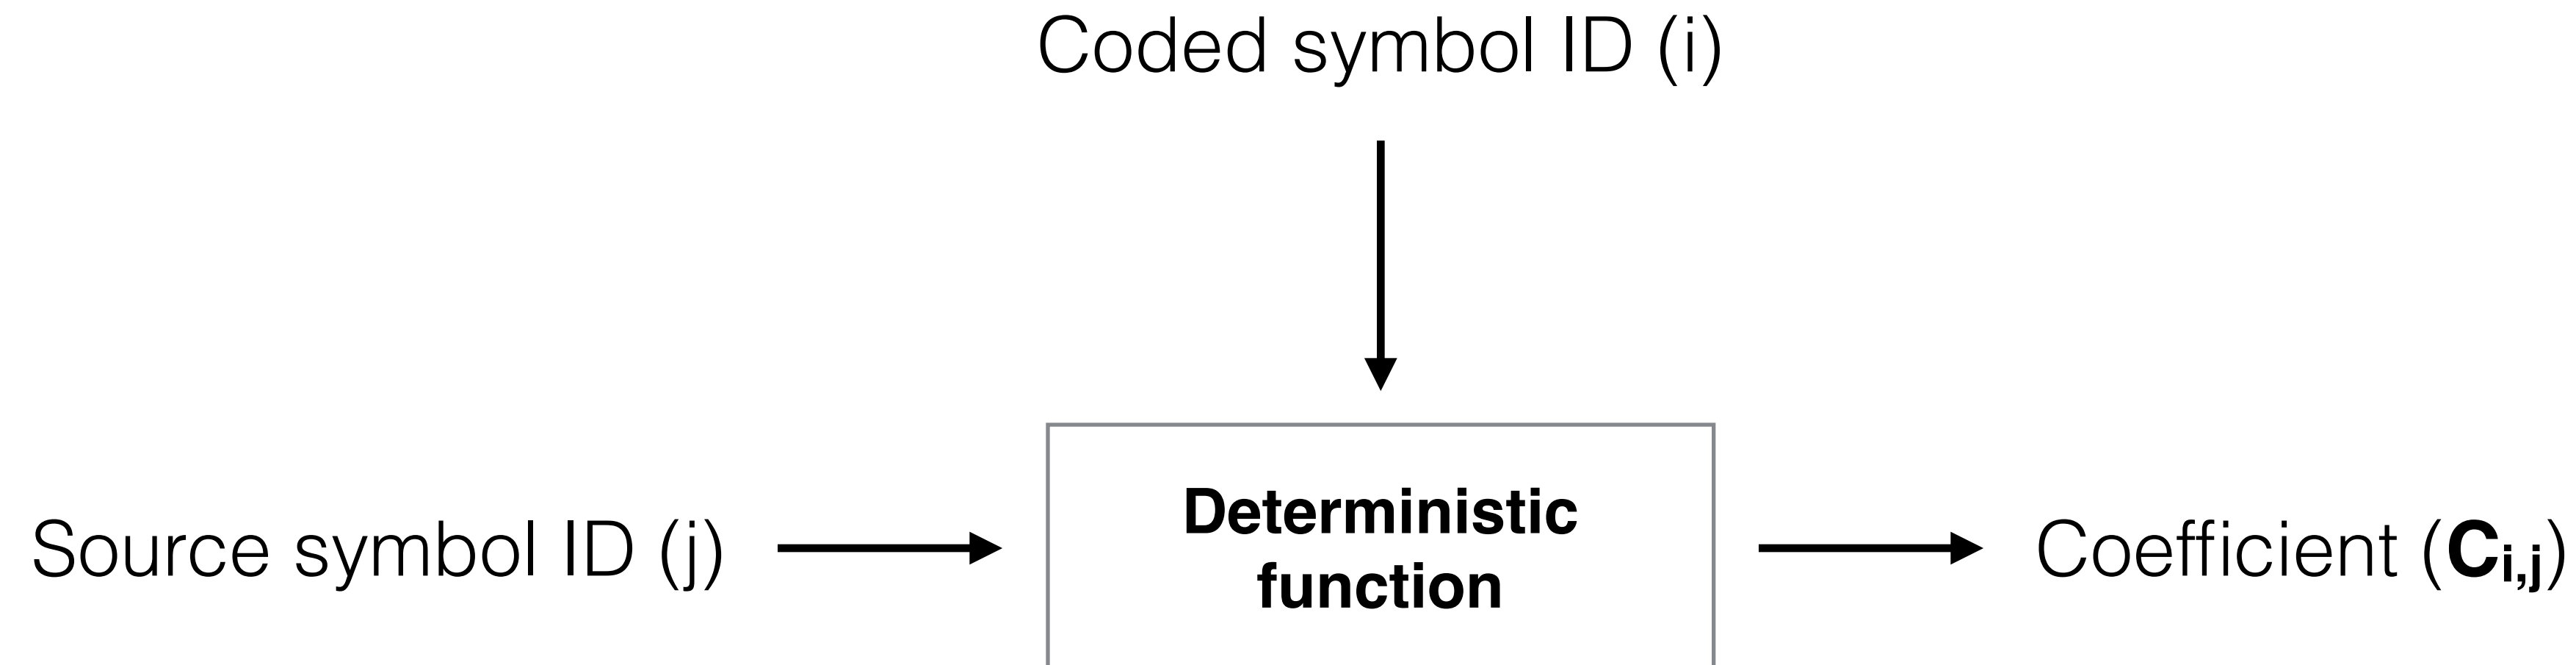 Coded symbol ID (i)
Source symbol ID (j)
Deterministic
function
Coefficient (Ci,j)